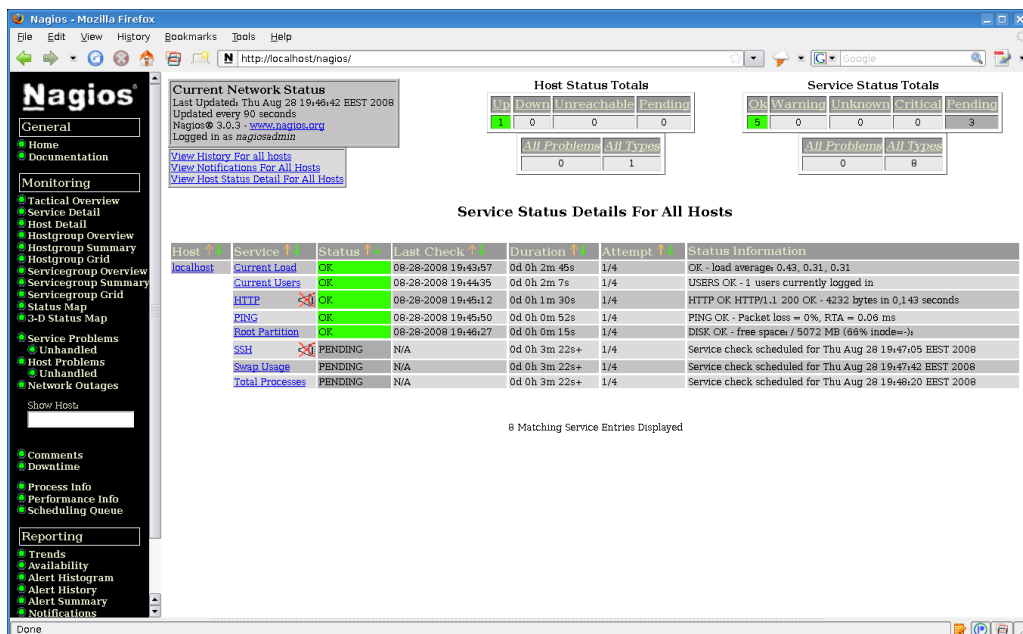 Nagios - Mozilla Firefox
File Edit View History Bookmarks Tools Help
N http://localhost/nagios/ G Google
Nagios®
General
Home
Documentation
Monitoring
Tactical Overview
Service Detail
Host Detail
Hostgroup Overview
Hostgroup Summary
Hostgroup Grid
Servicegroup Overview
Servicegroup Summary
Servicegroup Grid
Status Map
3-D Status Map
Service Problems
Unhandled
Host Problems
Unhandled
Network Outages
Show Host:
Comments
Downtime
Process Info
Performance Info
Scheduling Queue
Reporting
Trends
Availability
Alert Histogram
Alert History
Alert Summary
Notifications
Current Network Status
Last Updated: Thu Aug 28 19:46:42 EEST 2008
Updated every 90 seconds
Nagios® 3.0.3 - www.nagios.org
Logged in as nagiosadmin
View History For all hosts
View Notifications For All Hosts
View Host Status Detail For All Hosts
Host Status Totals
Up Down Unreachable Pending
1 0 0 0
All Problems All Types
0 1
Service Status Totals
Ok Warning Unknown Critical Pending
5 0 0 0 3
All Problems All Types
0 8
Service Status Details For All Hosts
Host Service Status Last Check Duration Attempt Status Information
localhost Current Load OK 08-28-2008 19:43:57 0d 0h 2m 45s 1/4 OK - load average: 0.43, 0.31, 0.31
Current Users OK 08-28-2008 19:44:35 0d 0h 2m 7s 1/4 USERS OK - 1 users currently logged in
HTTP OK 08-28-2008 19:45:12 0d 0h 1m 30s 1/4 HTTP OK HTTP/1.1 200 OK - 4232 bytes in 0,143 seconds
PING OK 08-28-2008 19:45:50 0d 0h 0m 52s 1/4 PING OK - Packet loss = 0%, RTA = 0.06 ms
Root Partition OK 08-28-2008 19:46:27 0d 0h 0m 15s 1/4 DISK OK - free space: / 5072 MB (66% inode=-):
SSH PENDING N/A 0d 0h 3m 22s+ 1/4 Service check scheduled for Thu Aug 28 19:47:05 EEST 2008
Swap Usage PENDING N/A 0d 0h 3m 22s+ 1/4 Service check scheduled for Thu Aug 28 19:47:42 EEST 2008
Total Processes PENDING N/A 0d 0h 3m 22s+ 1/4 Service check scheduled for Thu Aug 28 19:48:20 EEST 2008
8 Matching Service Entries Displayed
Done